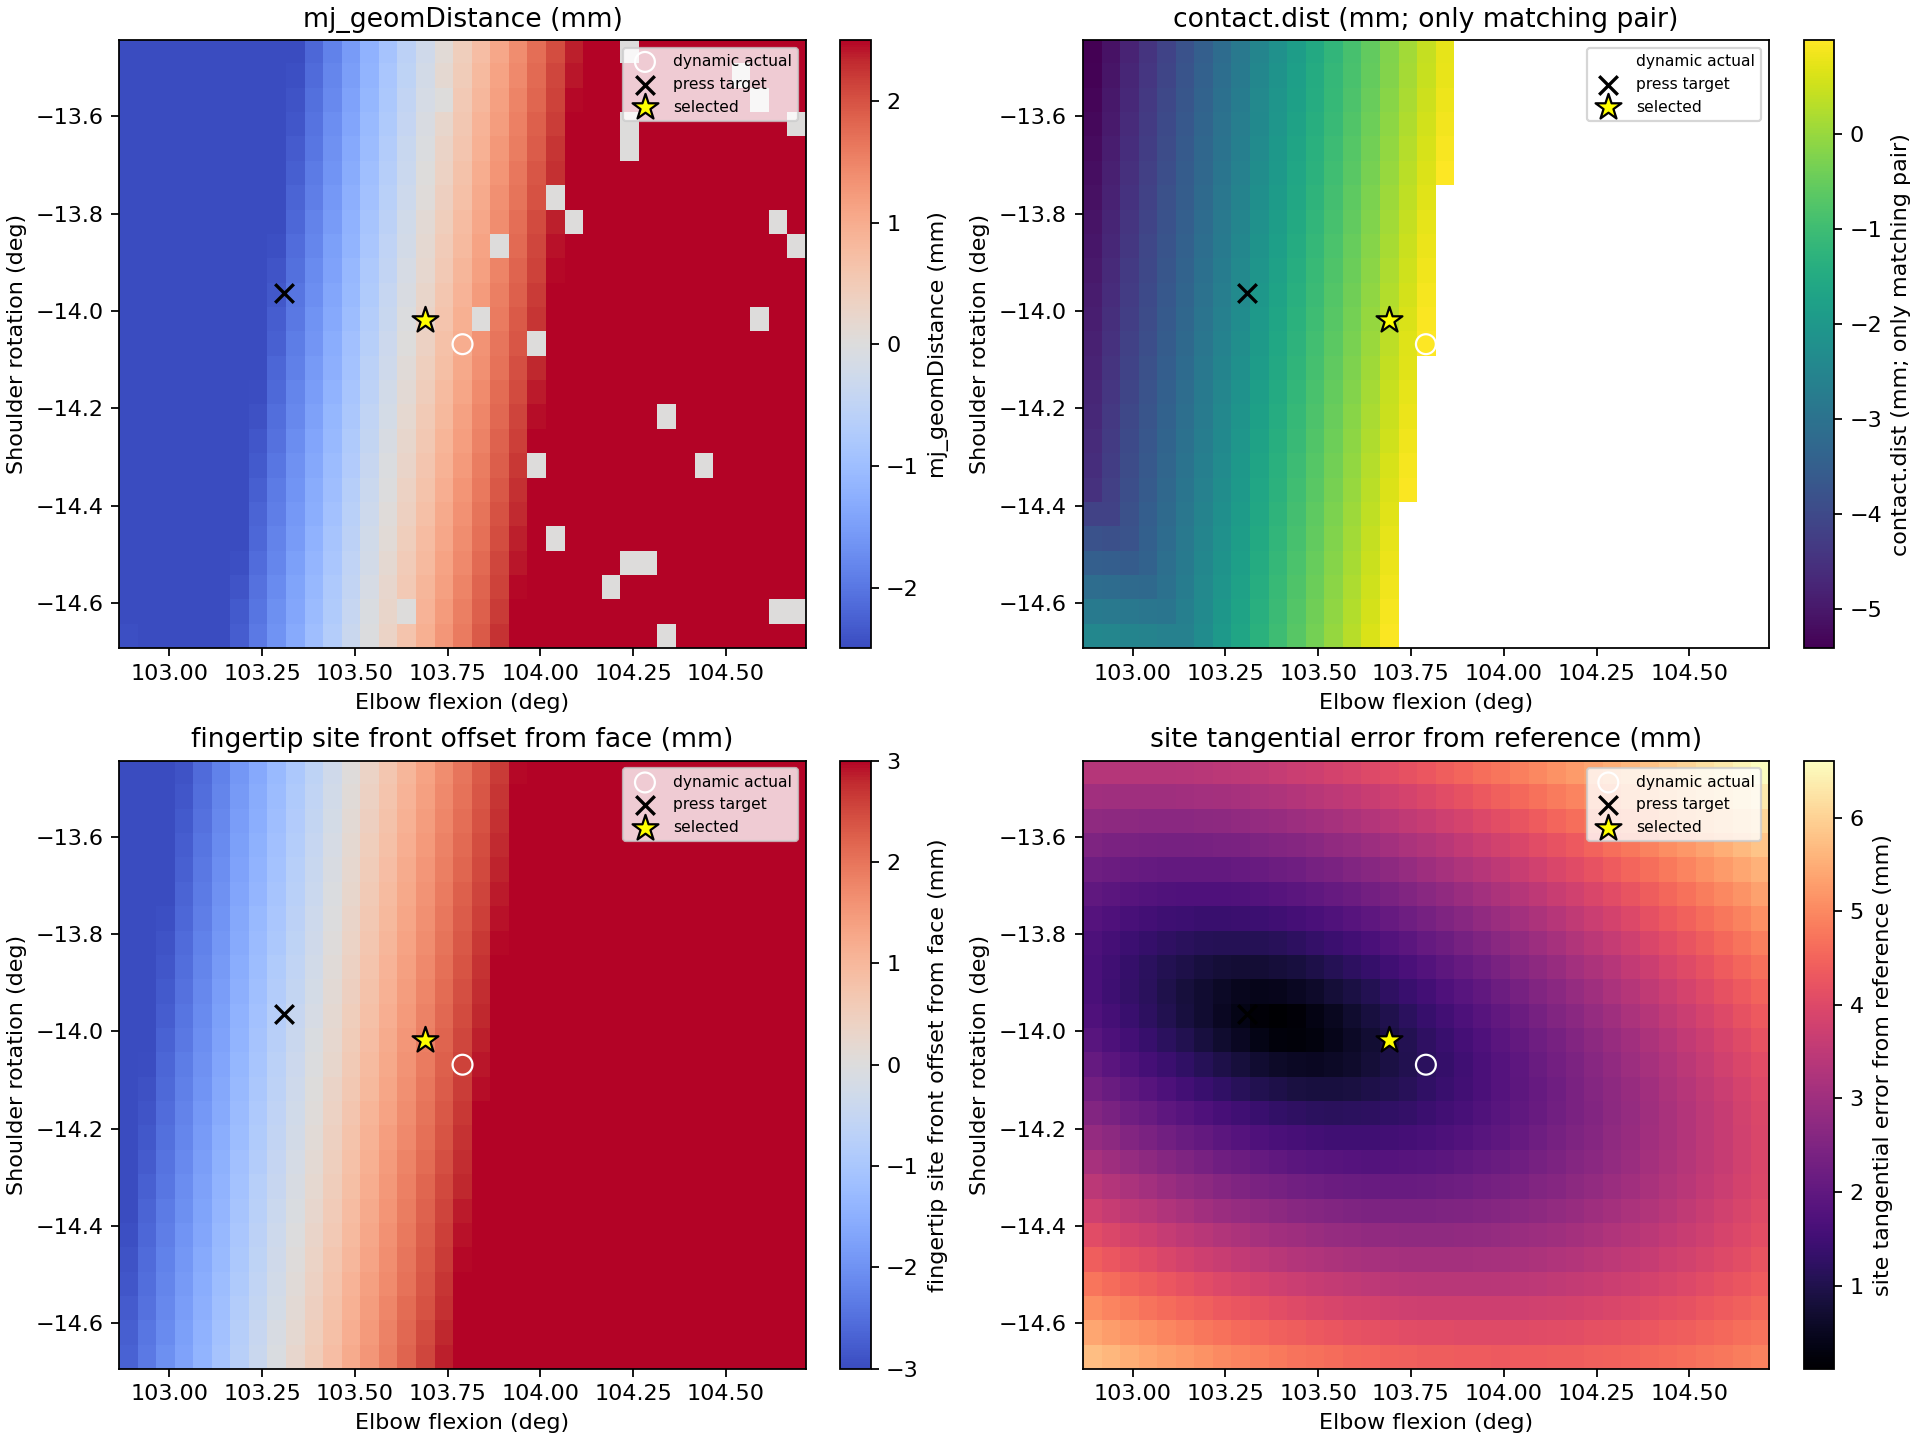 mj_geomDistance (mm)
dynamic actual
press target
selected
−13.6
−13.8
−14.0
−14.2
−14.4
−14.6
Shoulder rotation (deg)
103.00 103.25 103.50 103.75 104.00 104.25 104.50
Elbow flexion (deg)
2
1
0
−1
−2
mj_geomDistance (mm)
contact.dist (mm; only matching pair)
dynamic actual
press target
selected
−13.6
−13.8
−14.0
−14.2
−14.4
−14.6
Shoulder rotation (deg)
103.00 103.25 103.50 103.75 104.00 104.25 104.50
Elbow flexion (deg)
0
−1
−2
−3
−4
−5
contact.dist (mm; only matching pair)
fingertip site front offset from face (mm)
dynamic actual
press target
selected
−13.6
−13.8
−14.0
−14.2
−14.4
−14.6
Shoulder rotation (deg)
103.00 103.25 103.50 103.75 104.00 104.25 104.50
Elbow flexion (deg)
3
2
1
0
−1
−2
−3
fingertip site front offset from face (mm)
site tangential error from reference (mm)
dynamic actual
press target
selected
−13.6
−13.8
−14.0
−14.2
−14.4
−14.6
Shoulder rotation (deg)
103.00 103.25 103.50 103.75 104.00 104.25 104.50
Elbow flexion (deg)
6
5
4
3
2
1
site tangential error from reference (mm)